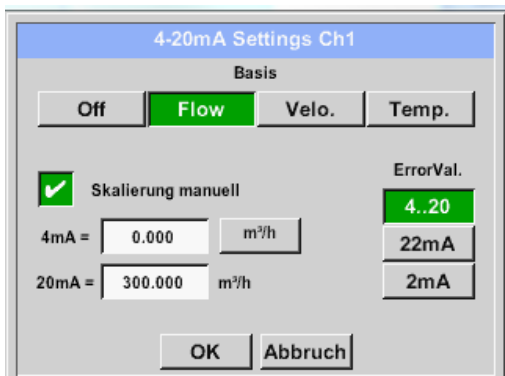 4-20mA Settings Ch1
Basis
Off Flow Velo. Temp.
ErrorVal.
Skalierung manuell
4..20
4mA = 0.000 m³/h
22mA
20mA = 300.000 m³/h
2mA
OK Abbruch